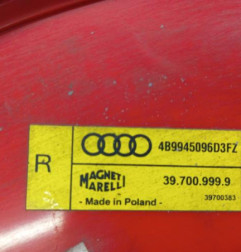 R
4B9945096D3FZ
MAGNETI
MARELLI
39.700.999.9
- Made in Poland -
39700383